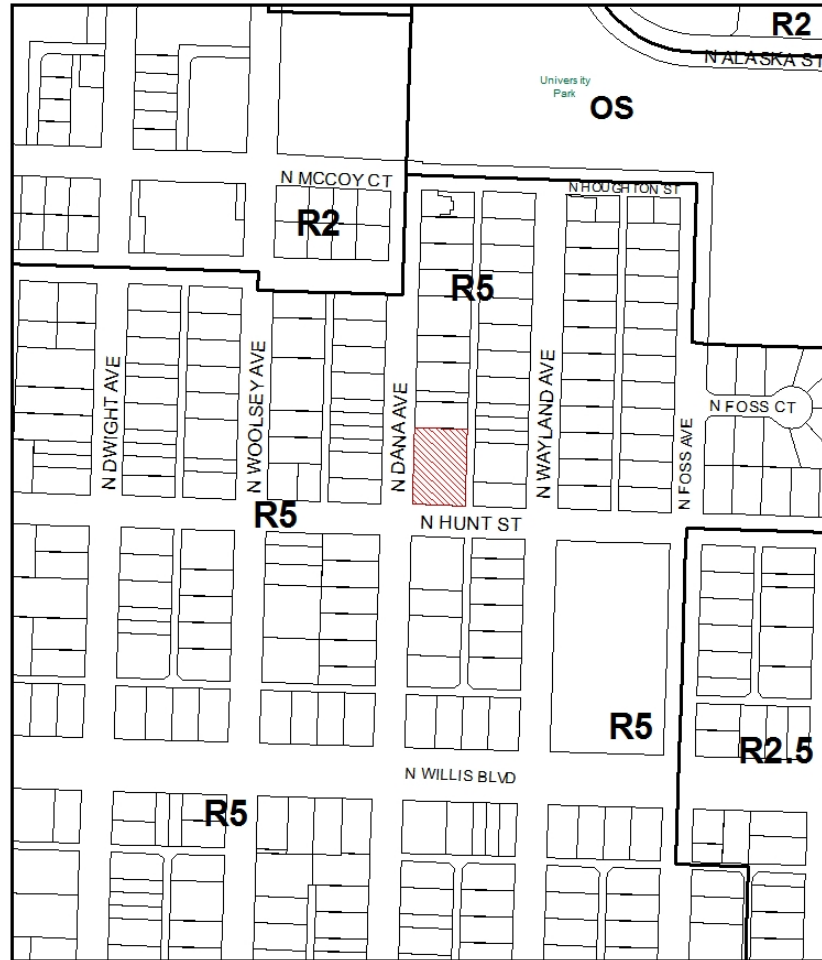 R2
N ALASKA ST
University
Park
OS
N MCCOY CT
N HOUGHTON ST
R2
R5
N DWIGHT AVE
N WOOLSEY AVE
N DANA AVE
N WAYLAND AVE
N FOSS AVE
N FOSS CT
R5
N HUNT ST
R5
R2.5
N WILLIS BLVD
R5